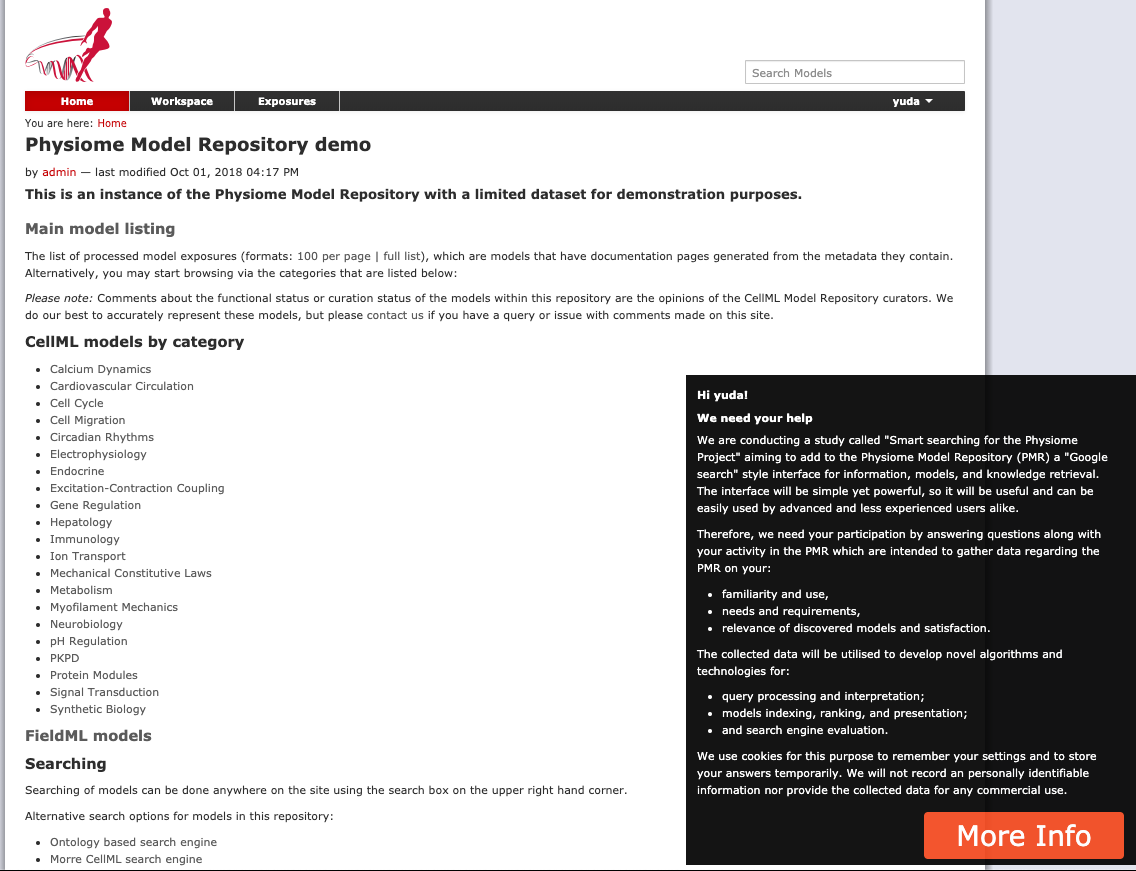 Search Models
Home
Workspace
Exposures
yuda
You are here: Home
Physiome Model Repository demo
by admin — last modified Oct 01, 2018 04:17 PM
This is an instance of the Physiome Model Repository with a limited dataset for demonstration purposes.
Main model listing
The list of processed model exposures (formats: 100 per page | full list), which are models that have documentation pages generated from the metadata they contain.
Alternatively, you may start browsing via the categories that are listed below:
Please note: Comments about the functional status or curation status of the models within this repository are the opinions of the CellML Model Repository curators. We
do our best to accurately represent these models, but please contact us if you have a query or issue with comments made on this site.
CellML models by category
Calcium Dynamics
Cardiovascular Circulation
Cell Cycle
Cell Migration
Circadian Rhythms
Electrophysiology
Endocrine
Excitation-Contraction Coupling
Gene Regulation
Hepatology
Immunology
Ion Transport
Mechanical Constitutive Laws
Metabolism
Myofilament Mechanics
Neurobiology
pH Regulation
PKPD
Protein Modules
Signal Transduction
Synthetic Biology
FieldML models
Searching
Searching of models can be done anywhere on the site using the search box on the upper right hand corner.
Alternative search options for models in this repository:
Ontology based search engine
Morre CellML search engine
Hi yuda!
We need your help
We are conducting a study called "Smart searching for the Physiome
Project" aiming to add to the Physiome Model Repository (PMR) a "Google
search" style interface for information, models, and knowledge retrieval.
The interface will be simple yet powerful, so it will be useful and can be
easily used by advanced and less experienced users alike.
Therefore, we need your participation by answering questions along with
your activity in the PMR which are intended to gather data regarding the
PMR on your:
familiarity and use,
needs and requirements,
relevance of discovered models and satisfaction.
The collected data will be utilised to develop novel algorithms and
technologies for:
query processing and interpretation;
models indexing, ranking, and presentation;
and search engine evaluation.
We use cookies for this purpose to remember your settings and to store
your answers temporarily. We will not record an personally identifiable
information nor provide the collected data for any commercial use.
More Info